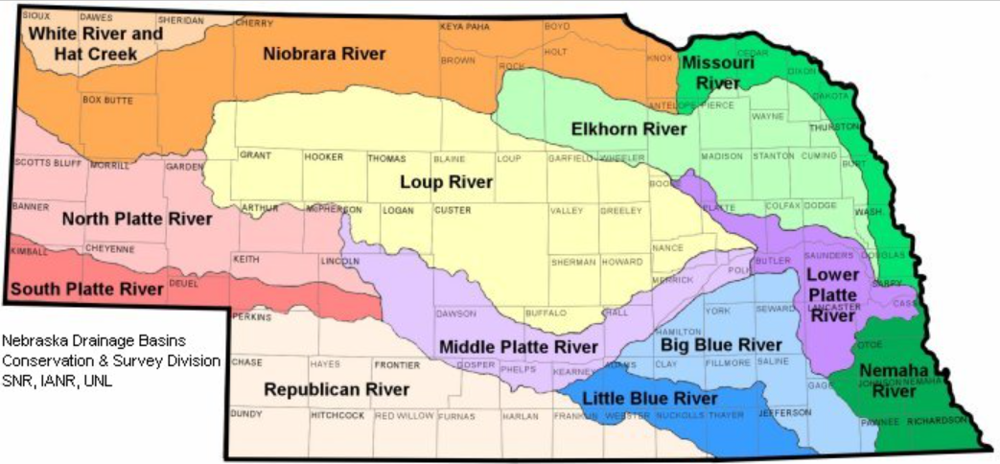 SIOUX
DAWES
SHERIDAN
CHERRY
KEYA PAHA
BOYD
White River and
Hat Creek
Niobrara River
BROWN
ROCK
HOLT
KNOX
CEDAR
Missouri
River
DIXON
DAKOTA
BOX BUTTE
ANTELOPE
PIERCE
WAYNE
THURSTON
Elkhorn River
SCOTTS BLUFF
MORRILL
GARDEN
GRANT
HOOKER
THOMAS
BLAINE
LOUP
GARFIELD
WHEELER
MADISON
STANTON
CUMING
BURT
Loup River
BANNER
North Platte River
ARTHUR
McPHERSON
LOGAN
CUSTER
VALLEY
GREELEY
PLATTE
COLFAX
DODGE
WASH.
KIMBALL
CHEYENNE
KEITH
LINCOLN
SHERMAN
HOWARD
NANCE
MERRICK
BUTLER
SAUNDERS
DOUGLAS
SARPY
South Platte River
DEUEL
Lower
Platte
River
LANCASTER
CASS
PERKINS
DAWSON
BUFFALO
HALL
HAMILTON
YORK
SEWARD
OTOE
Nebraska Drainage Basins
Conservation & Survey Division
SNR, IANR, UNL
Middle Platte River
Big Blue River
CHASE
HAYES
FRONTIER
GOSPER
PHELPS
KEARNEY
ADAMS
CLAY
FILLMORE
SALINE
GAGE
JOHNSON
NEMAHA
Nemaha
River
Republican River
Little Blue River
DUNDY
HITCHCOCK
RED WILLOW
FURNAS
HARLAN
FRANKLIN
WEBSTER
NUCKOLLS
THAYER
JEFFERSON
PAWNEE
RICHARDSON